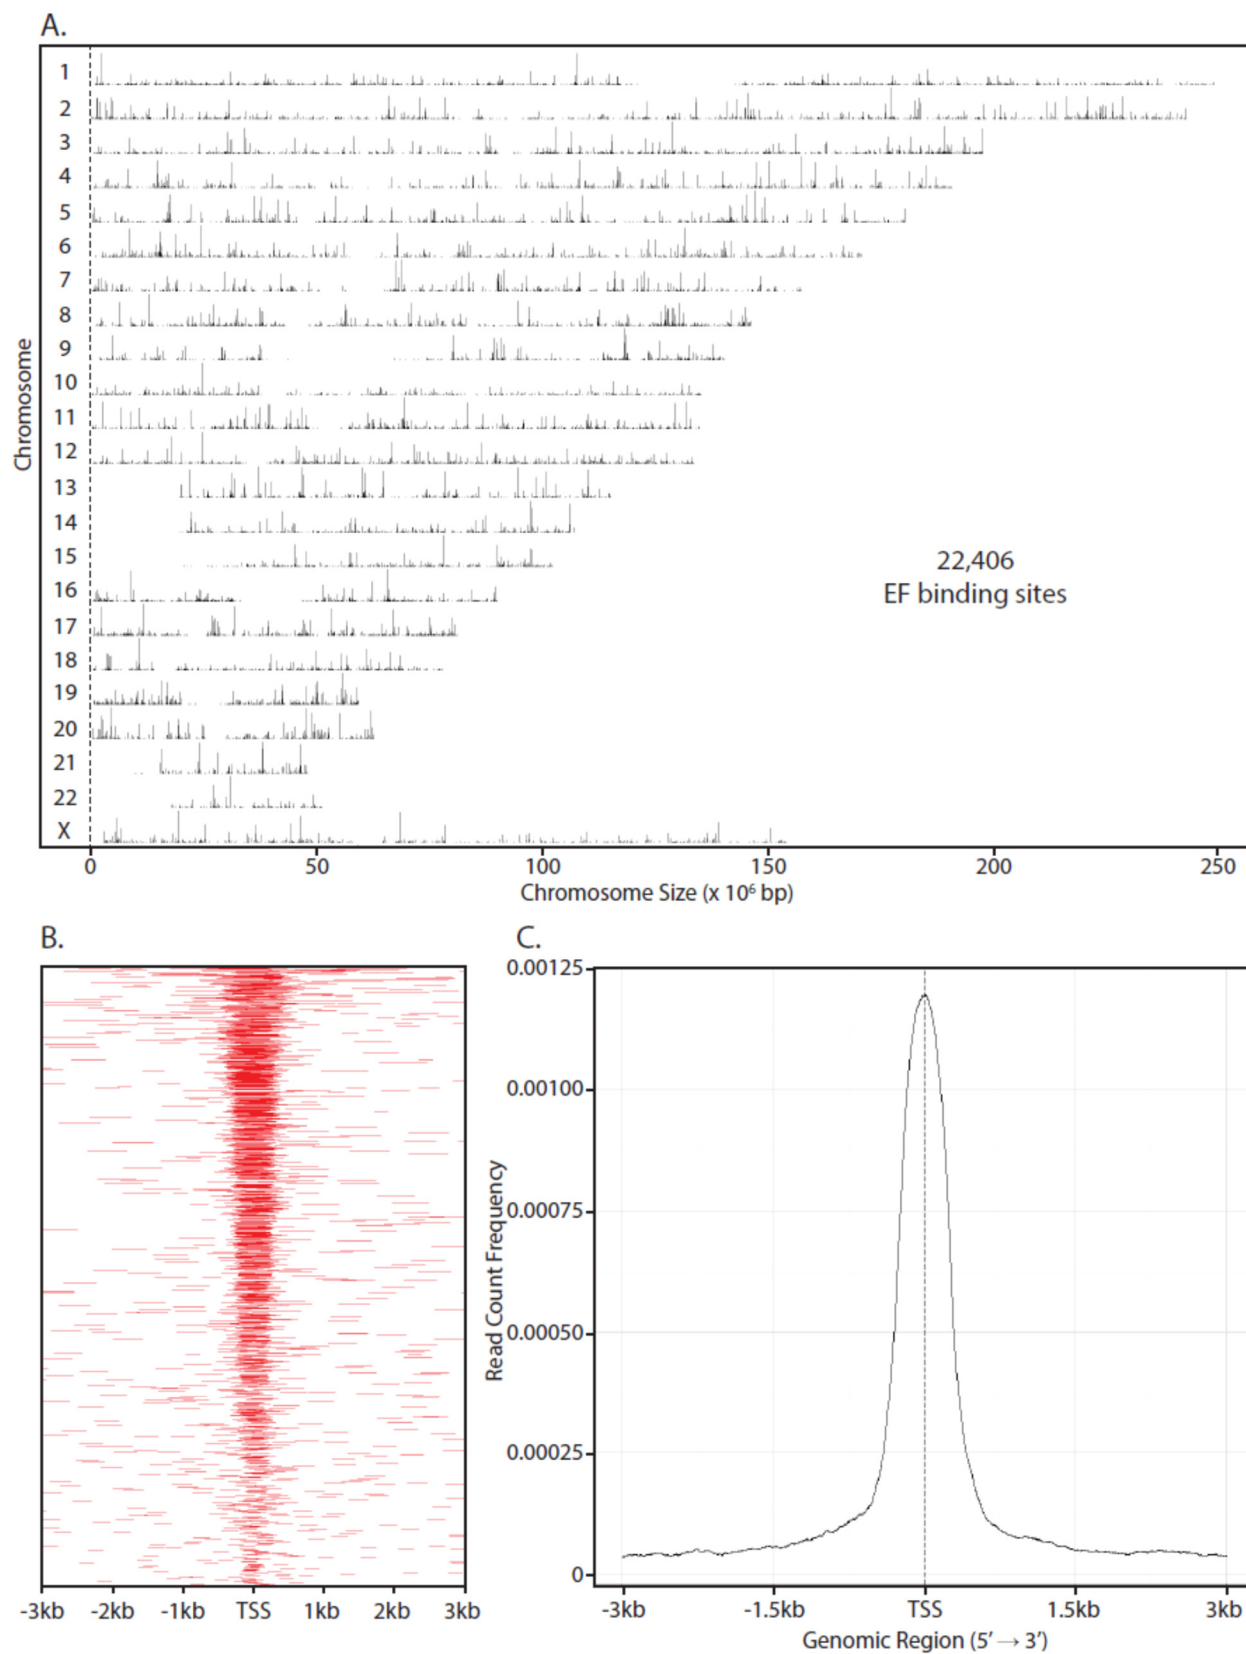 A.
Chromosome
1
2
3
4
5
6
7
8
9
10
11
12
13
14
15
16
17
18
19
20
21
22
X
22,406
EF binding sites
0 50 100 150 200 250
Chromosome Size (x 10⁶ bp)
B.
-3kb -2kb -1kb TSS 1kb 2kb 3kb
C.
Read Count Frequency
0.00125
0.00100
0.00075
0.00050
0.00025
0
-3kb -1.5kb TSS 1.5kb 3kb
Genomic Region (5′ → 3′)